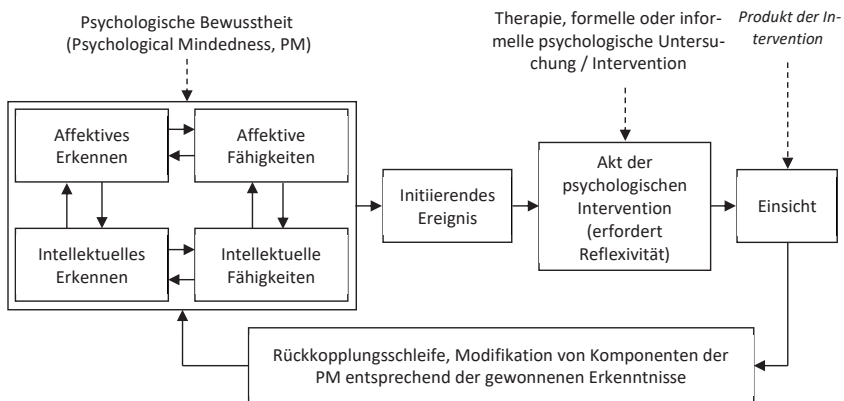 Psychologische Bewusstheit
(Psychological Mindedness, PM)
Therapie, formelle oder infor-
melle psychologische Untersu-
chung / Intervention
Produkt der In-
tervention
Affektives
Erkennen
Affektive
Fähigkeiten
Intellektuelles
Erkennen
Intellektuelle
Fähigkeiten
Initiierendes
Ereignis
Akt der
psychologischen
Intervention
(erfordert
Reflexivität)
Einsicht
Rückkopplungsschleife, Modifikation von Komponenten der
PM entsprechend der gewonnenen Erkenntnisse